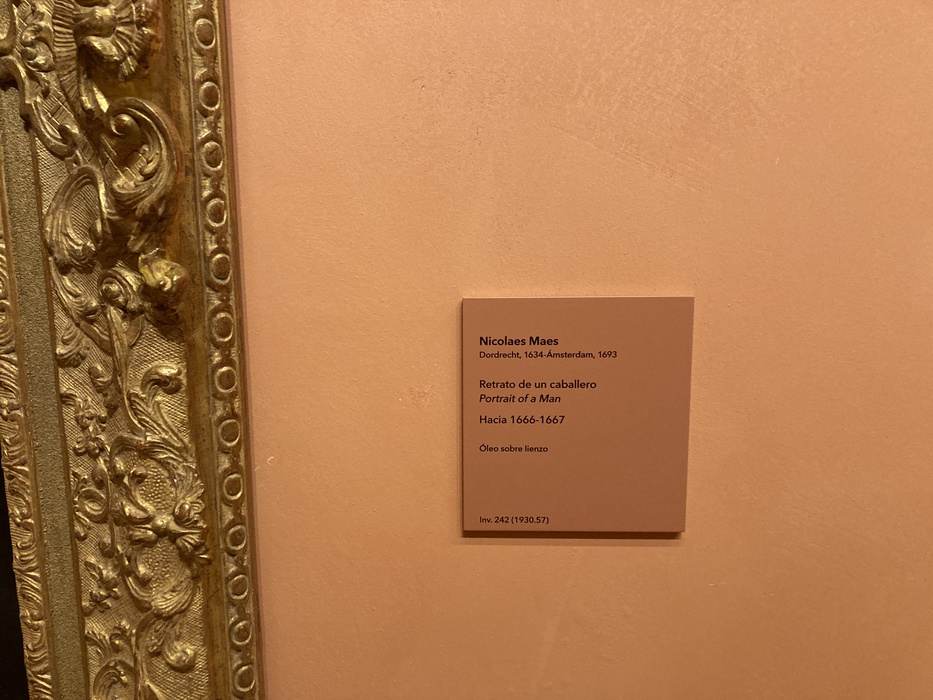 Nicolaes Maes
Dordrecht, 1634-Ámsterdam, 1693
Retrato de un caballero
Portrait of a Man
Hacia 1666-1667
Óleo sobre lienzo
Inv. 242 (1930.57)